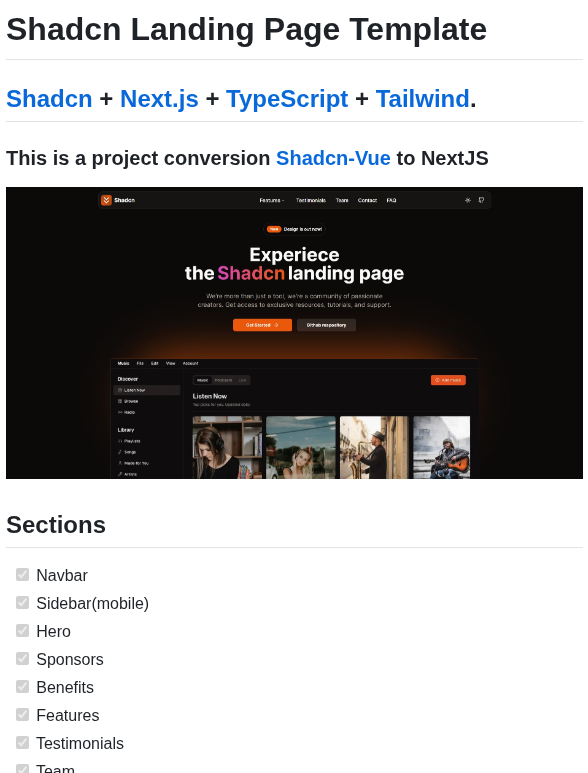 Shadcn Landing Page Template
Shadcn + Next.js + TypeScript + Tailwind.
This is a project conversion Shadcn-Vue to NextJS
Shadcn Features Testimonials Team Contact FAQ
New Design is out now!
Experiece
the Shadcn landing page
We're more than just a tool, we're a community of passionate
creators. Get access to exclusive resources, tutorials, and support.
Get Started Github respository
Music File Edit View Account
Discover
Listen Now
Browse
Radio
Library
Playlists
Songs
Made for You
Artists
Music Podcasts Live
Add music
Listen Now
Top picks for you. Updated daily.
Sections
Navbar
Sidebar(mobile)
Hero
Sponsors
Benefits
Features
Testimonials
Team